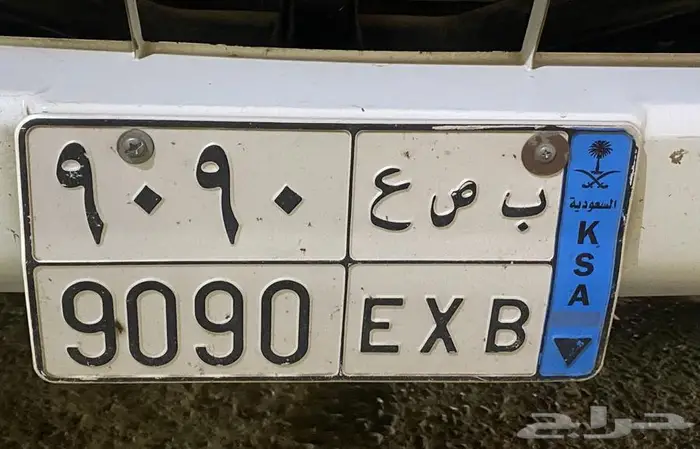 ٩٠٩٠ ب ص ع
9090 EXB
السعودية
KSA
حراج